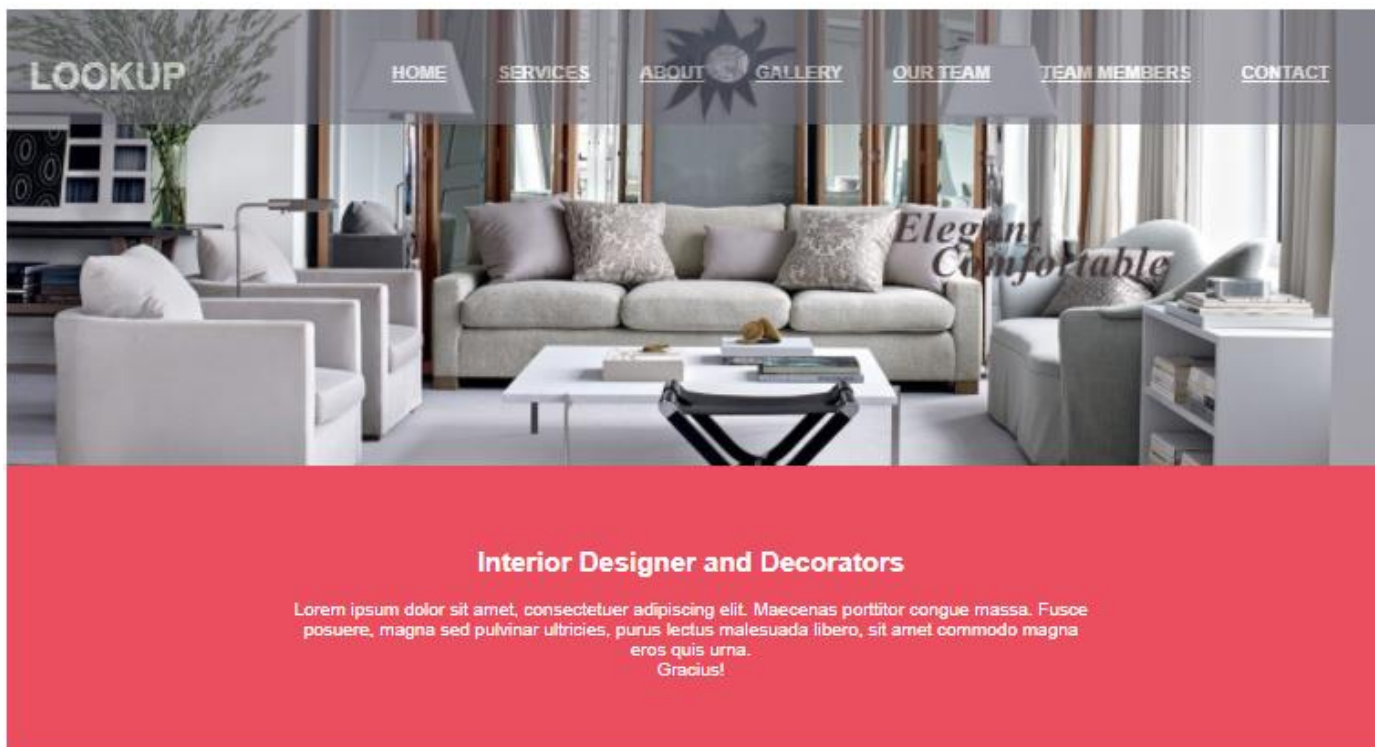 LOOKUP
HOME SERVICES ABOUT US GALLERY OUR TEAM TEAM MEMBERS CONTACT
Elegant
Comfortable
Interior Designer and Decorators
Lorem ipsum dolor sit amet, consectetuer adipiscing elit. Maecenas porttitor congue massa. Fusce
posuere, magna sed pulvinar ultricies, purus lectus malesuada libero, sit amet commodo magna
eros quis urna.
Gracius!